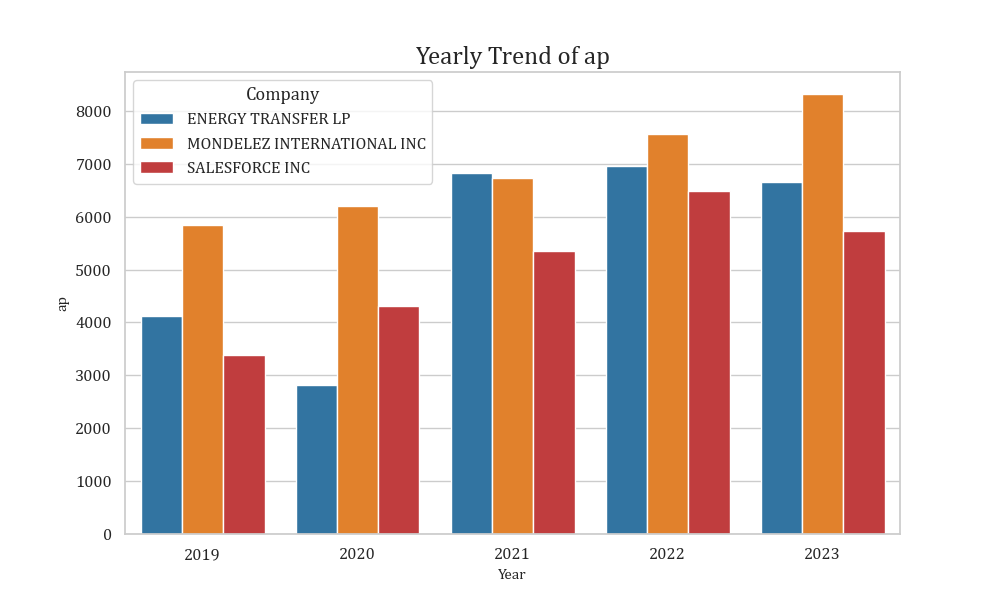 Yearly Trend of ap
Company
ENERGY TRANSFER LP
MONDELEZ INTERNATIONAL INC
SALESFORCE INC
8000
7000
6000
5000
4000
3000
2000
1000
0
ap
2019 2020 2021 2022 2023
Year